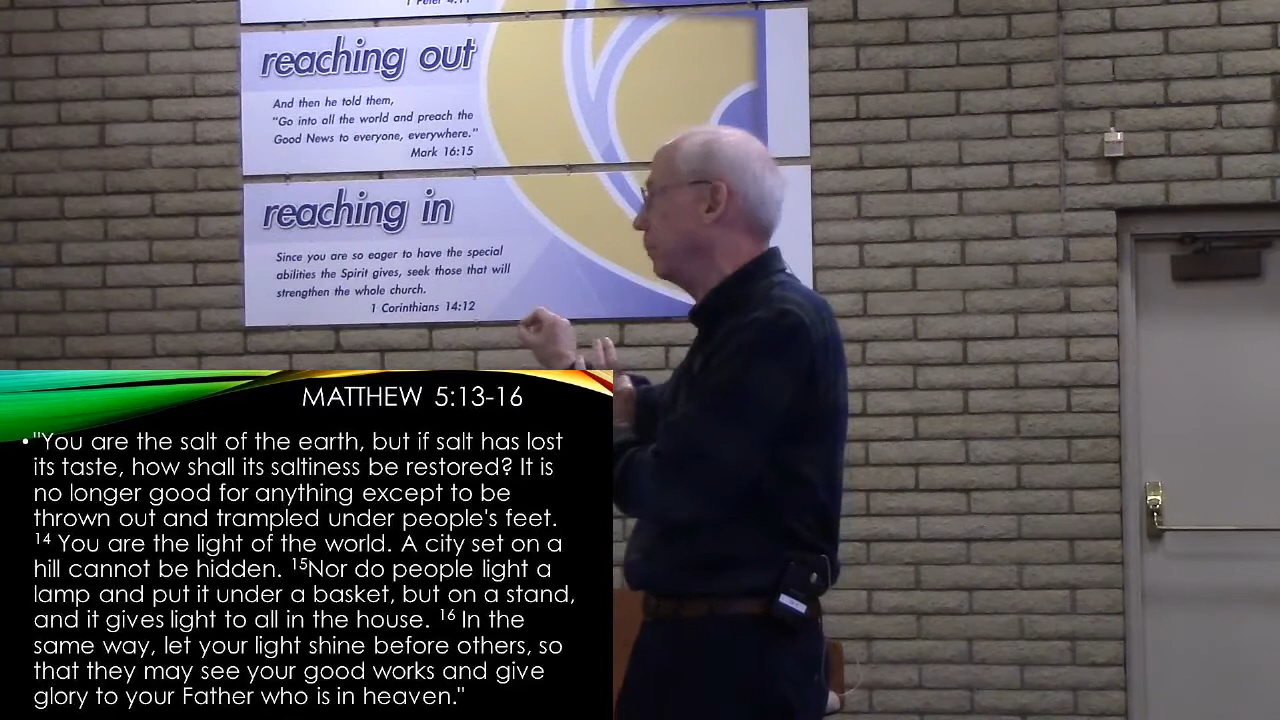 1 Peter 4:11
reaching out
And then he told them,
"Go into all the world and preach the
Good News to everyone, everywhere."
Mark 16:15
reaching in
Since you are so eager to have the special
abilities the Spirit gives, seek those that will
strengthen the whole church.
1 Corinthians 14:12
MATTHEW 5:13-16
• "You are the salt of the earth, but if salt has lost
its taste, how shall its saltiness be restored? It is
no longer good for anything except to be
thrown out and trampled under people's feet.
14 You are the light of the world. A city set on a
hill cannot be hidden. 15Nor do people light a
lamp and put it under a basket, but on a stand,
and it gives light to all in the house. 16 In the
same way, let your light shine before others, so
that they may see your good works and give
glory to your Father who is in heaven."